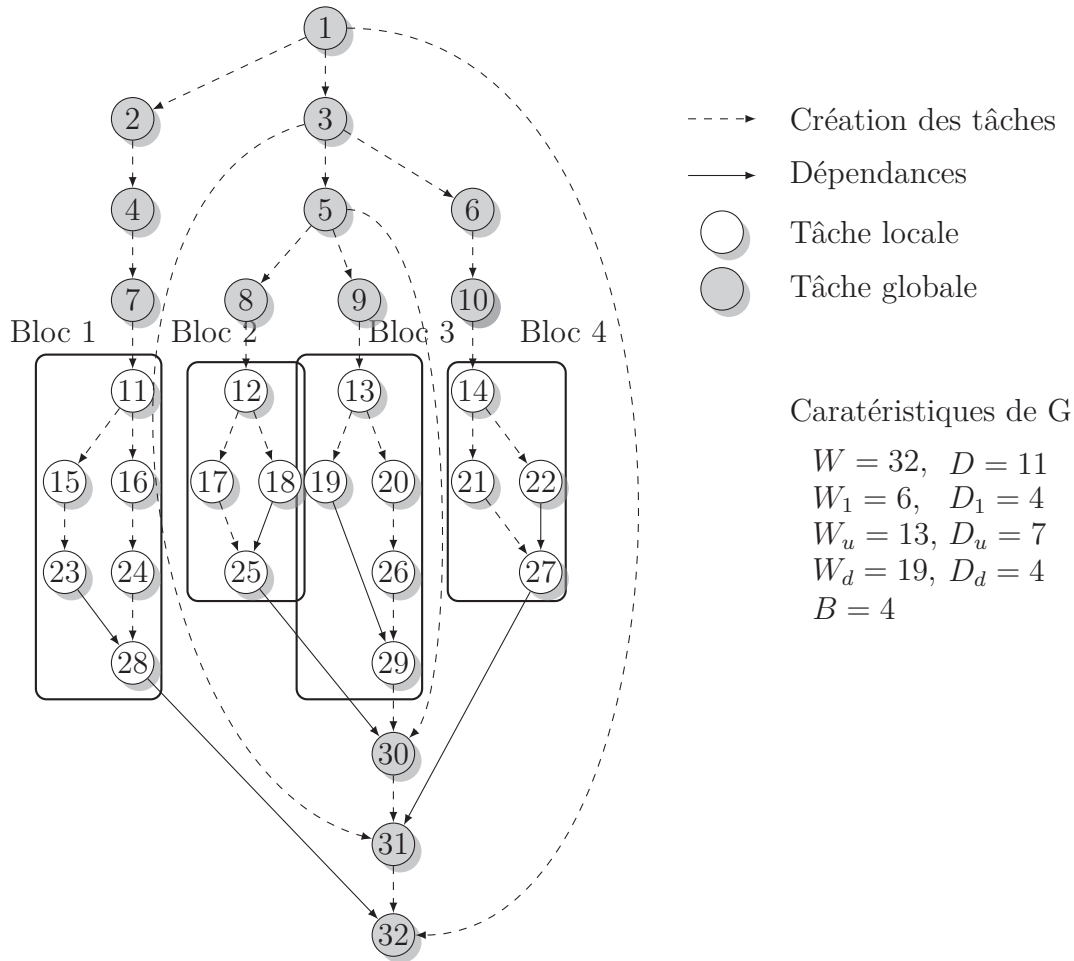 1
2
3
4
5
6
7
8
9
10
Bloc 1
Bloc 2
Bloc 3
Bloc 4
11
12
13
14
15
16
17
18
19
20
21
22
23
24
25
26
27
28
29
30
31
32
Création des tâches
Dépendances
Tâche locale
Tâche globale
Caratéristiques de G
W = 32, D = 11
W₁ = 6, D₁ = 4
Wᵤ = 13, Dᵤ = 7
W_d = 19, D_d = 4
B = 4